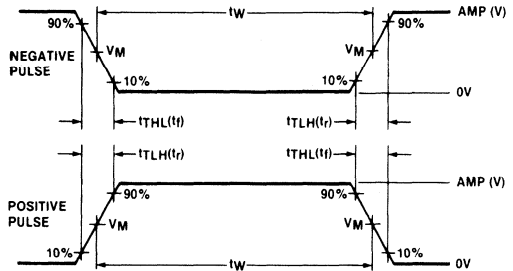 tW
AMP (V)
90%
90%
NEGATIVE
PULSE
VM
VM
10%
10%
0V
tTHL(tf)
tTLH(tr)
tTLH(tr)
tTHL(tf)
AMP (V)
POSITIVE
PULSE
90%
90%
VM
VM
10%
10%
tW
0V